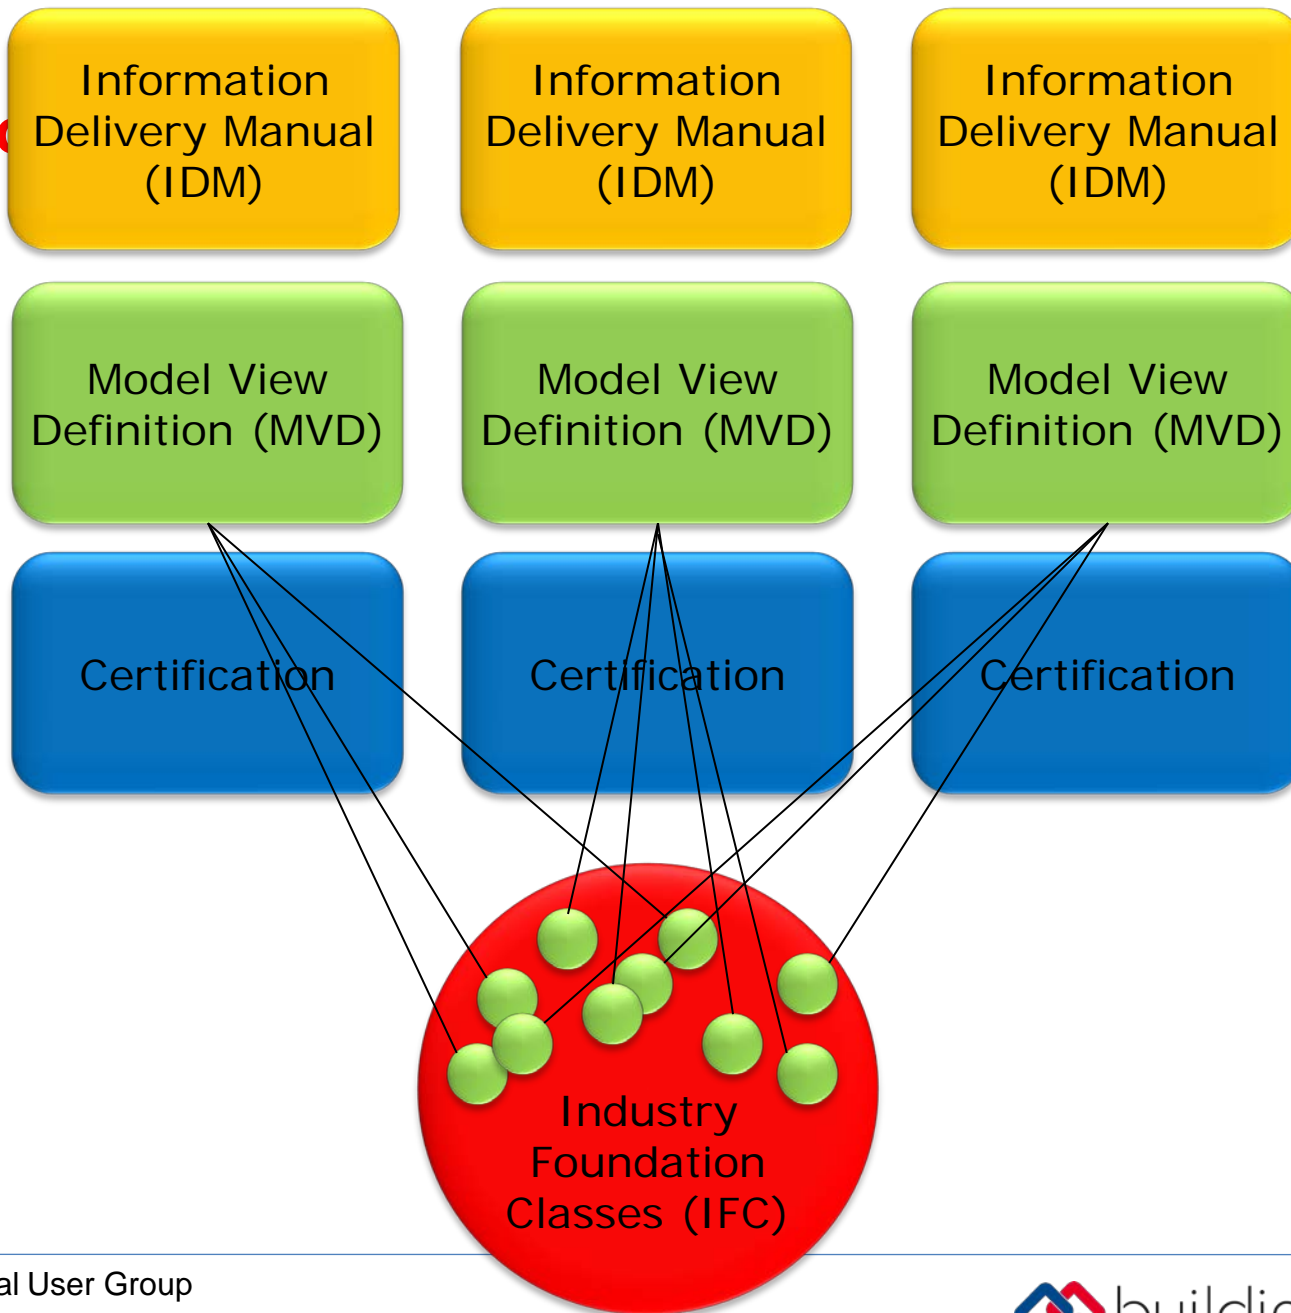 Information
Delivery Manual
(IDM)
Information
Delivery Manual
(IDM)
Information
Delivery Manual
(IDM)
Model View
Definition (MVD)
Model View
Definition (MVD)
Model View
Definition (MVD)
Certification
Certification
Certification
Industry
Foundation
Classes (IFC)
al User Group